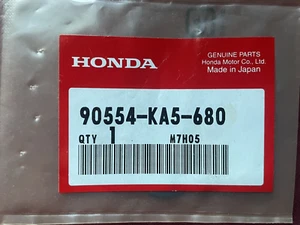 GENUINE PARTS
Honda Motor Co., Ltd.
Made in Japan
HONDA
90554-KA5-680
QTY 1 M7H05